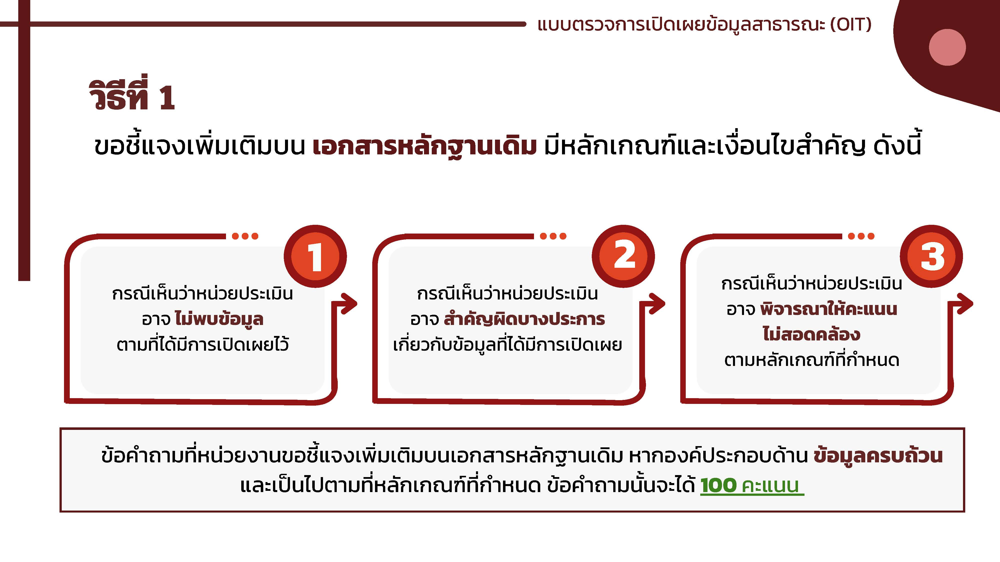 แบบตรวจการเปิดเผยข้อมูลสาธารณะ (OIT)
วิธีที่ 1
ขอชี้แจงเพิ่มเติมบน เอกสารหลักฐานเดิม มีหลักเกณฑ์และเงื่อนไขสำคัญ ดังนี้
1
กรณีเห็นว่าหน่วยประเมิน
อาจ ไม่พบข้อมูล
ตามที่ได้มีการเปิดเผยไว้
2
กรณีเห็นว่าหน่วยประเมิน
อาจ สำคัญผิดบางประการ
เกี่ยวกับข้อมูลที่ได้มีการเปิดเผย
3
กรณีเห็นว่าหน่วยประเมิน
อาจ พิจารณาให้คะแนน
ไม่สอดคล้อง
ตามหลักเกณฑ์ที่กำหนด
ข้อคำถามที่หน่วยงานขอชี้แจงเพิ่มเติมบนเอกสารหลักฐานเดิม หากองค์ประกอบด้าน ข้อมูลครบถ้วน
และเป็นไปตามที่หลักเกณฑ์ที่กำหนด ข้อคำถามนั้นจะได้ 100 คะแนน